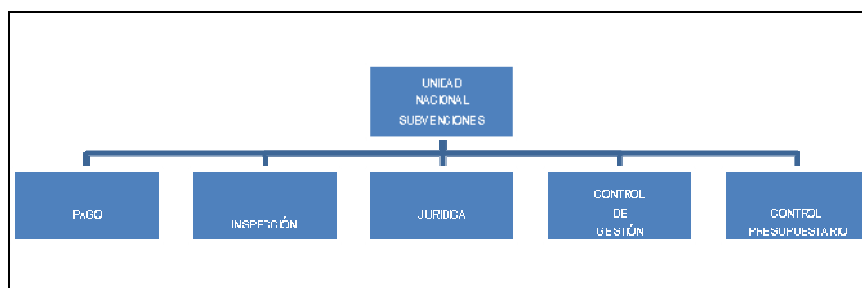 UNIDAD
NACIONAL
SUBVENCIONES
PAGO
INSPECCIÓN
JURIDICA
CONTROL
DE
GESTIÓN
CONTROL
PRESUPUESTARIO